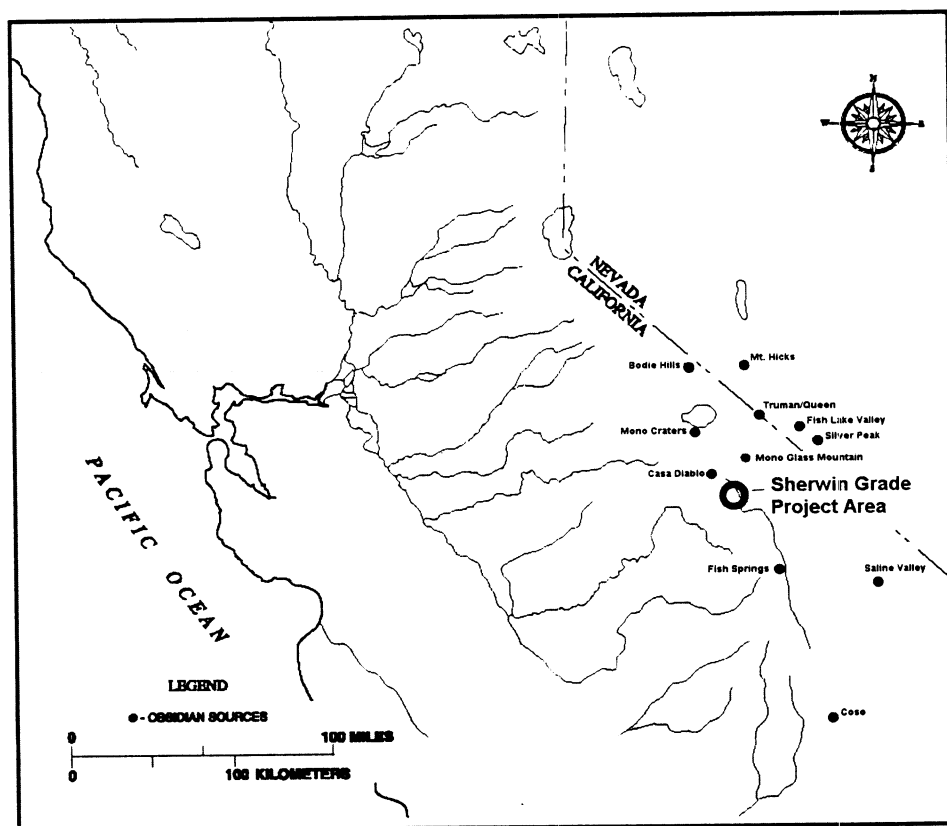 N
W
E
S
NEVADA
CALIFORNIA
Bodie Hills
Mt. Hicks
Truman/Queen
Fish Lake Valley
Silver Peak
Mono Craters
Mono Glass Mountain
Casa Diablo
Sherwin Grade
Project Area
Fish Springs
Saline Valley
Coso
PACIFIC OCEAN
LEGEND
● - OBSIDIAN SOURCES
0
100 MILES
0
100 KILOMETERS